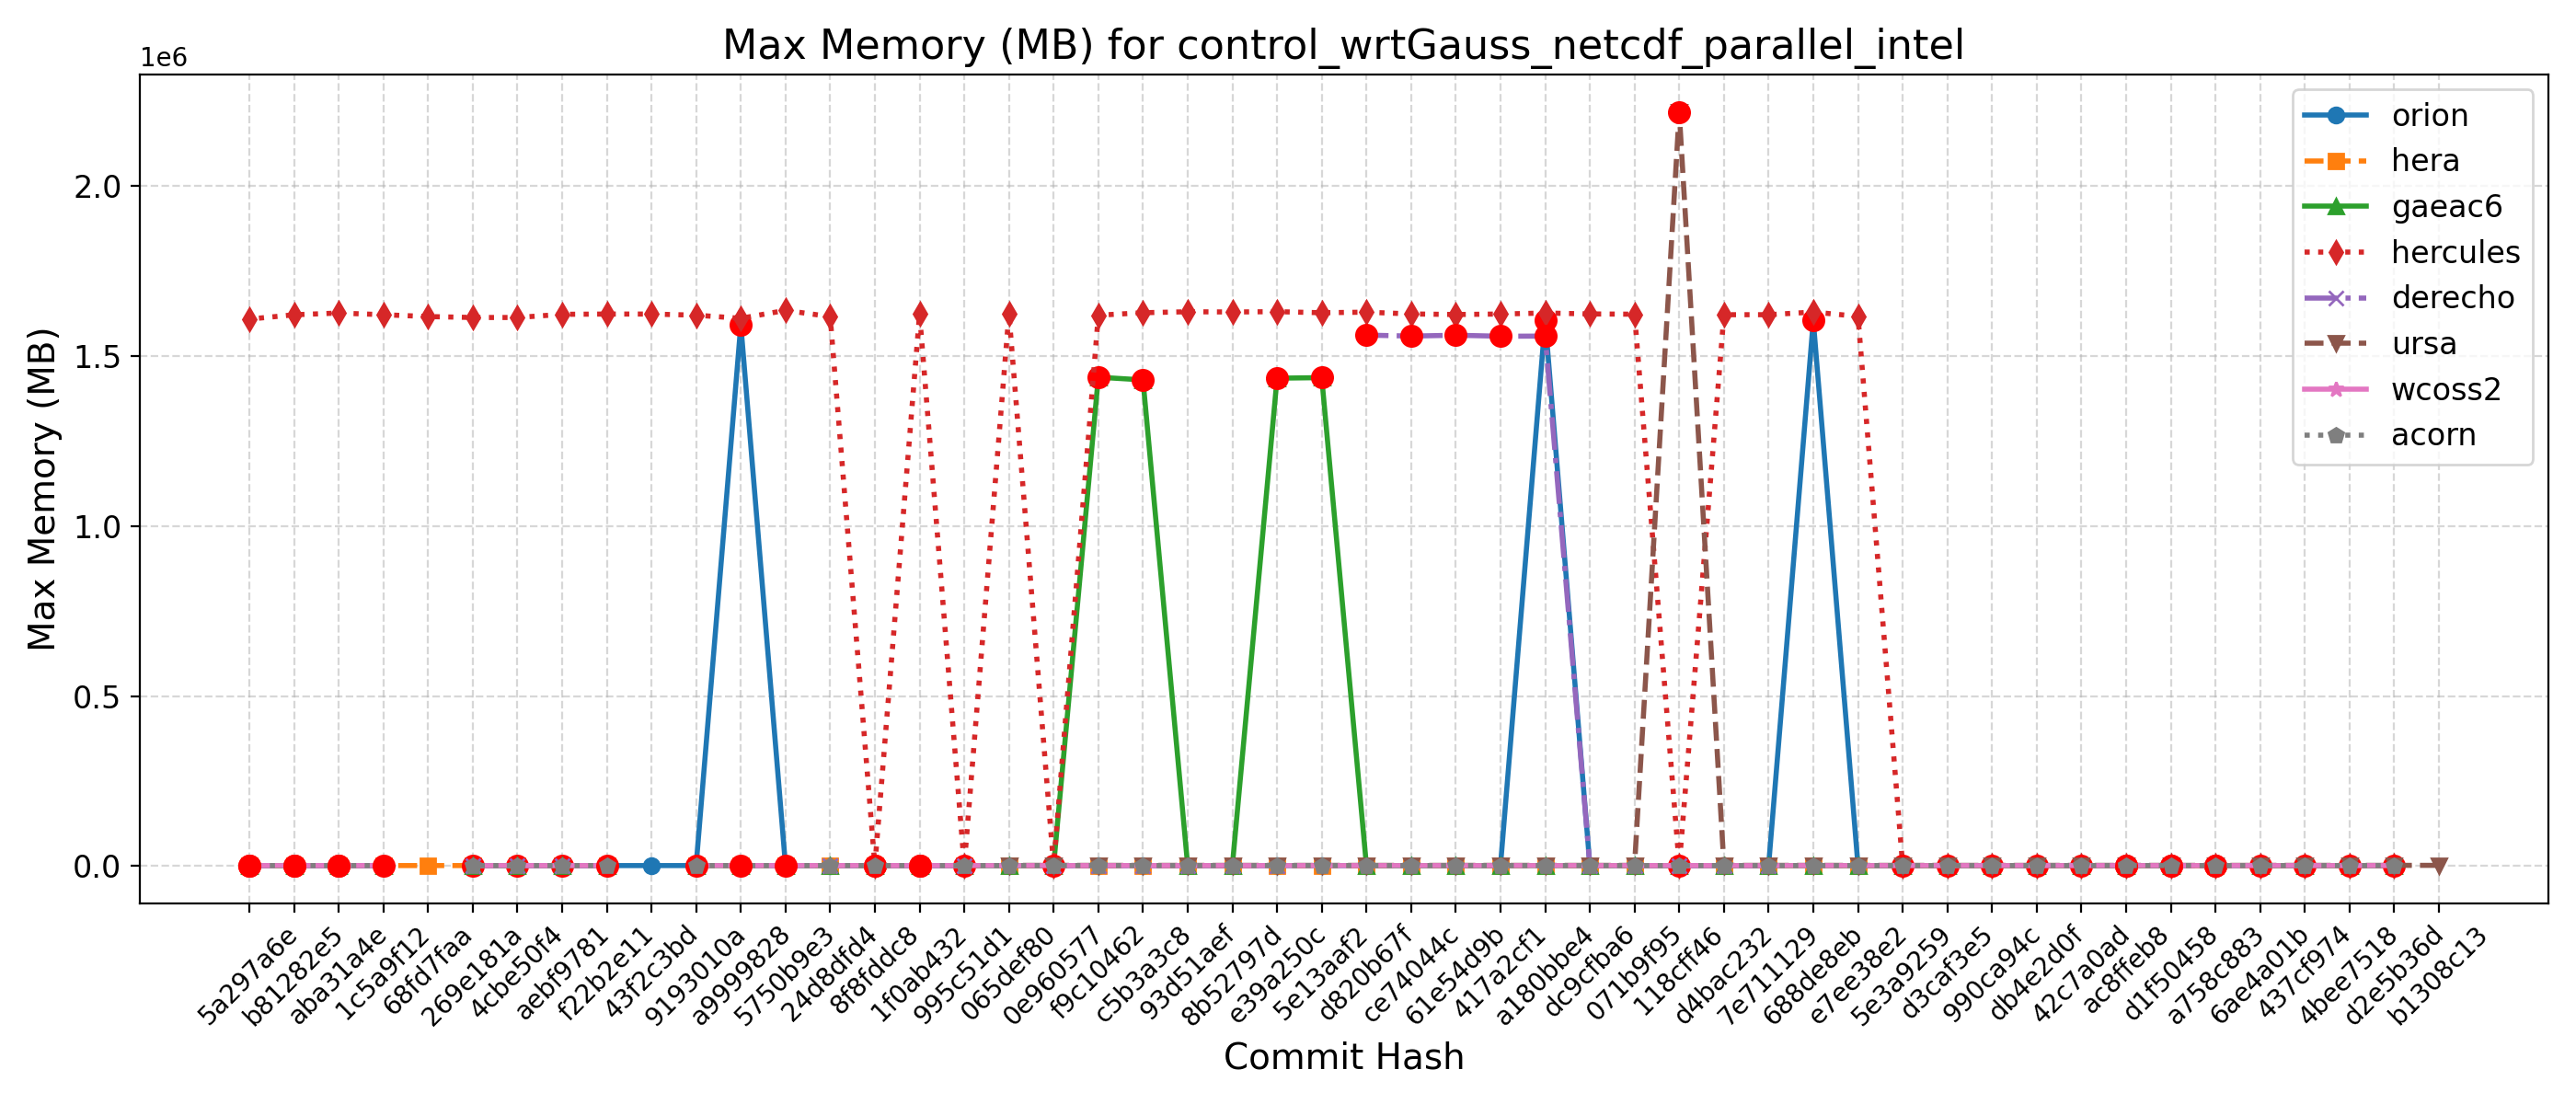 Max Memory (MB) for control_wrtGauss_netcdf_parallel_intel
1e6
2.0
1.5
1.0
0.5
0.0
Max Memory (MB)
orion
hera
gaeac6
hercules
derecho
ursa
wcoss2
acorn
5a297a6e
b81282e5
aba31a4e
1c5a9f12
68fd7faa
269e181a
4cbe50f4
aebf9781
f22b2e11
43f2c3bd
9193010a
a9999828
5750b9e3
24d8dfd4
8f8fddc8
1f0ab432
995c51d1
065def80
0e960577
f9c10462
c5b3a3c8
93d51aef
8b52797d
e39a250c
5e13aaf2
d820b67f
ce74044c
61e54d9b
417a2cf1
a180bbe4
dc9cfba6
071b9f95
118cff46
d4bac232
7e711129
688de8eb
e7ee38e2
5e3a9259
d3caf3e5
990ca94c
db4e2d0f
42c7a0ad
ac8ffeb8
d1f50458
a758c883
6ae4a01b
437cf974
4bee7518
d2e5b36d
b1308c13
Commit Hash